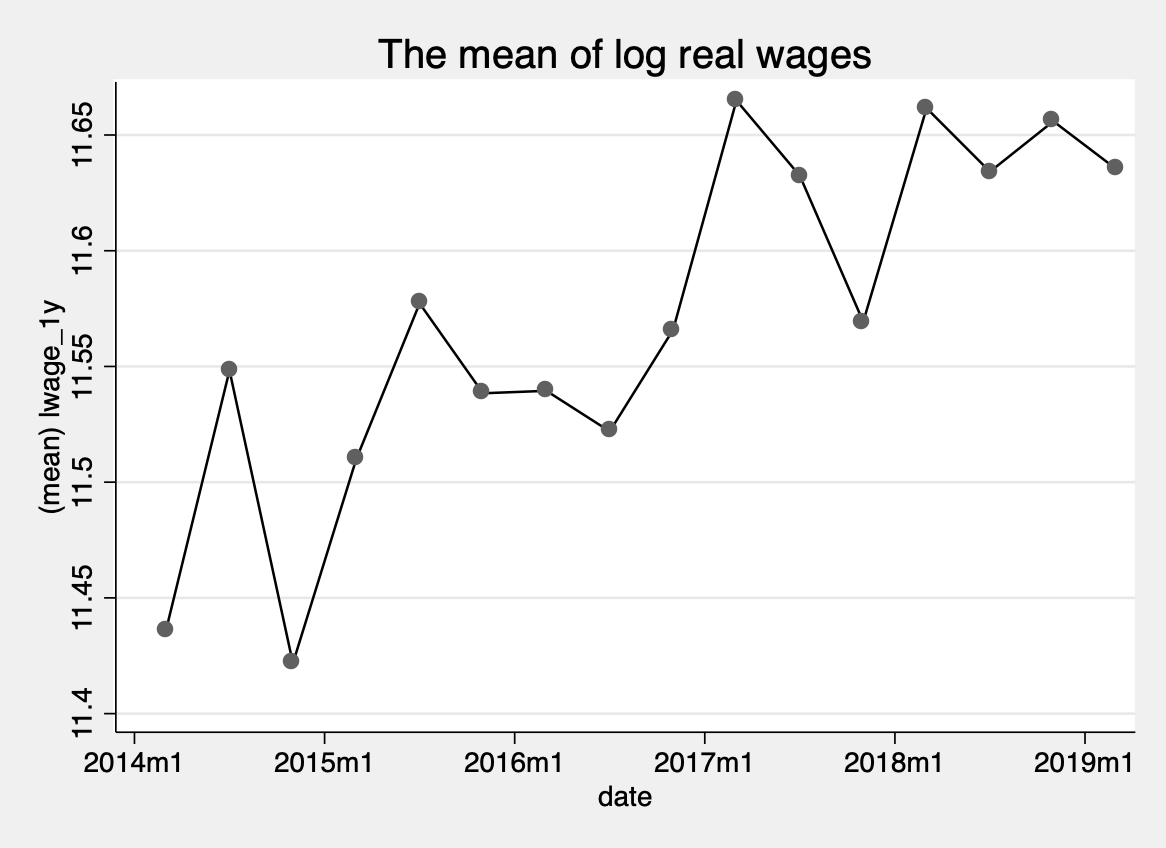 The mean of log real wages
(mean) lwage_1y
11.65
11.6
11.55
11.5
11.45
11.4
2014m1
2015m1
2016m1
2017m1
2018m1
2019m1
date